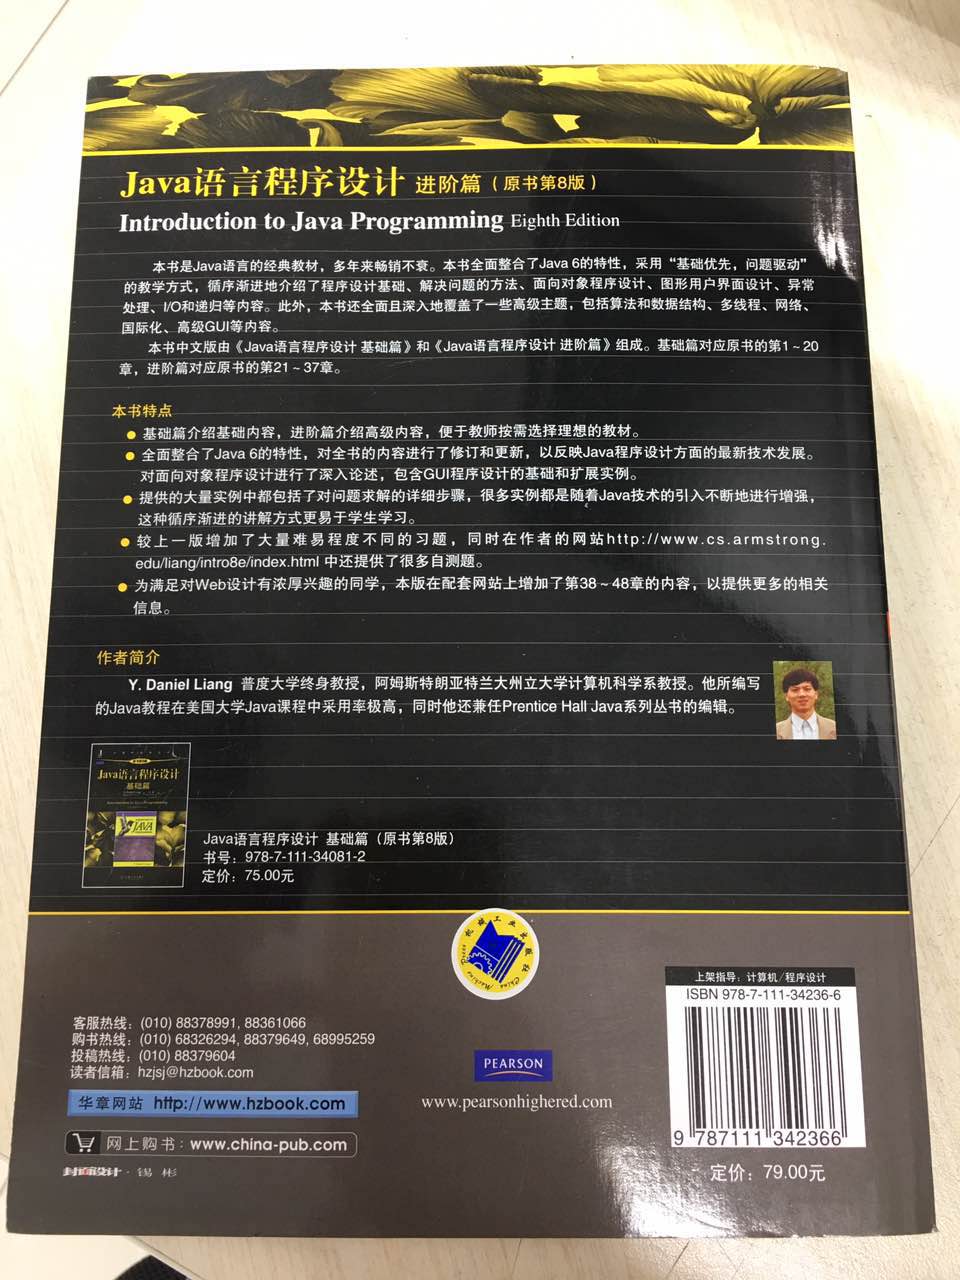 Java语言程序设计 进阶篇（原书第8版）
Introduction to Java Programming Eighth Edition
本书是Java语言的经典教材，多年来畅销不衰。本书全面整合了Java 6的特性，采用“基础优先，问题驱动”
的教学方式，循序渐进地介绍了程序设计基础、解决问题的方法、面向对象程序设计、图形用户界面设计、异常
处理、I/O和递归等内容。此外，本书还全面且深入地覆盖了一些高级主题，包括算法和数据结构、多线程、网络、
国际化、高级GUI等内容。
本书中文版由《Java语言程序设计 基础篇》和《Java语言程序设计 进阶篇》组成。基础篇对应原书的第1～20
章，进阶篇对应原书的第21～37章。
本书特点
● 基础篇介绍基础内容，进阶篇介绍高级内容，便于教师按需选择理想的教材。
● 全面整合了Java 6的特性，对全书的内容进行了修订和更新，以反映Java程序设计方面的最新技术发展。
对面向对象程序设计进行了深入论述，包含GUI程序设计的基础和扩展实例。
● 提供的大量实例中都包括了对问题求解的详细步骤，很多实例都是随着Java技术的引入不断地进行增强，
这种循序渐进的讲解方式更易于学生学习。
● 较上一版增加了大量难易程度不同的习题，同时在作者的网站http://www.cs.armstrong.
edu/liang/intro8e/index.html 中还提供了很多自测题。
● 为满足对Web设计有浓厚兴趣的同学，本版在配套网站上增加了第38～48章的内容，以提供更多的相关
信息。
作者简介
Y. Daniel Liang 普度大学终身教授，阿姆斯特朗亚特兰大州立大学计算机科学系教授。他所编写
的Java教程在美国大学Java课程中采用率极高，同时他还兼任Prentice Hall Java系列丛书的编辑。
Java语言程序设计
基础篇
JAVA
Java语言程序设计 基础篇（原书第8版）
书号：978-7-111-34081-2
定价：75.00元
机械工业出版社
China Machine Press
上架指导：计算机/程序设计
ISBN 978-7-111-34236-6
9 787111 342366
定价：79.00元
客服热线：(010) 88378991, 88361066
购书热线：(010) 68326294, 88379649, 68995259
投稿热线：(010) 88379604
读者信箱：hzjsj@hzbook.com
华章网站 http://www.hzbook.com
网上购书：www.china-pub.com
封面设计·锡 彬
PEARSON
www.pearsonhighered.com